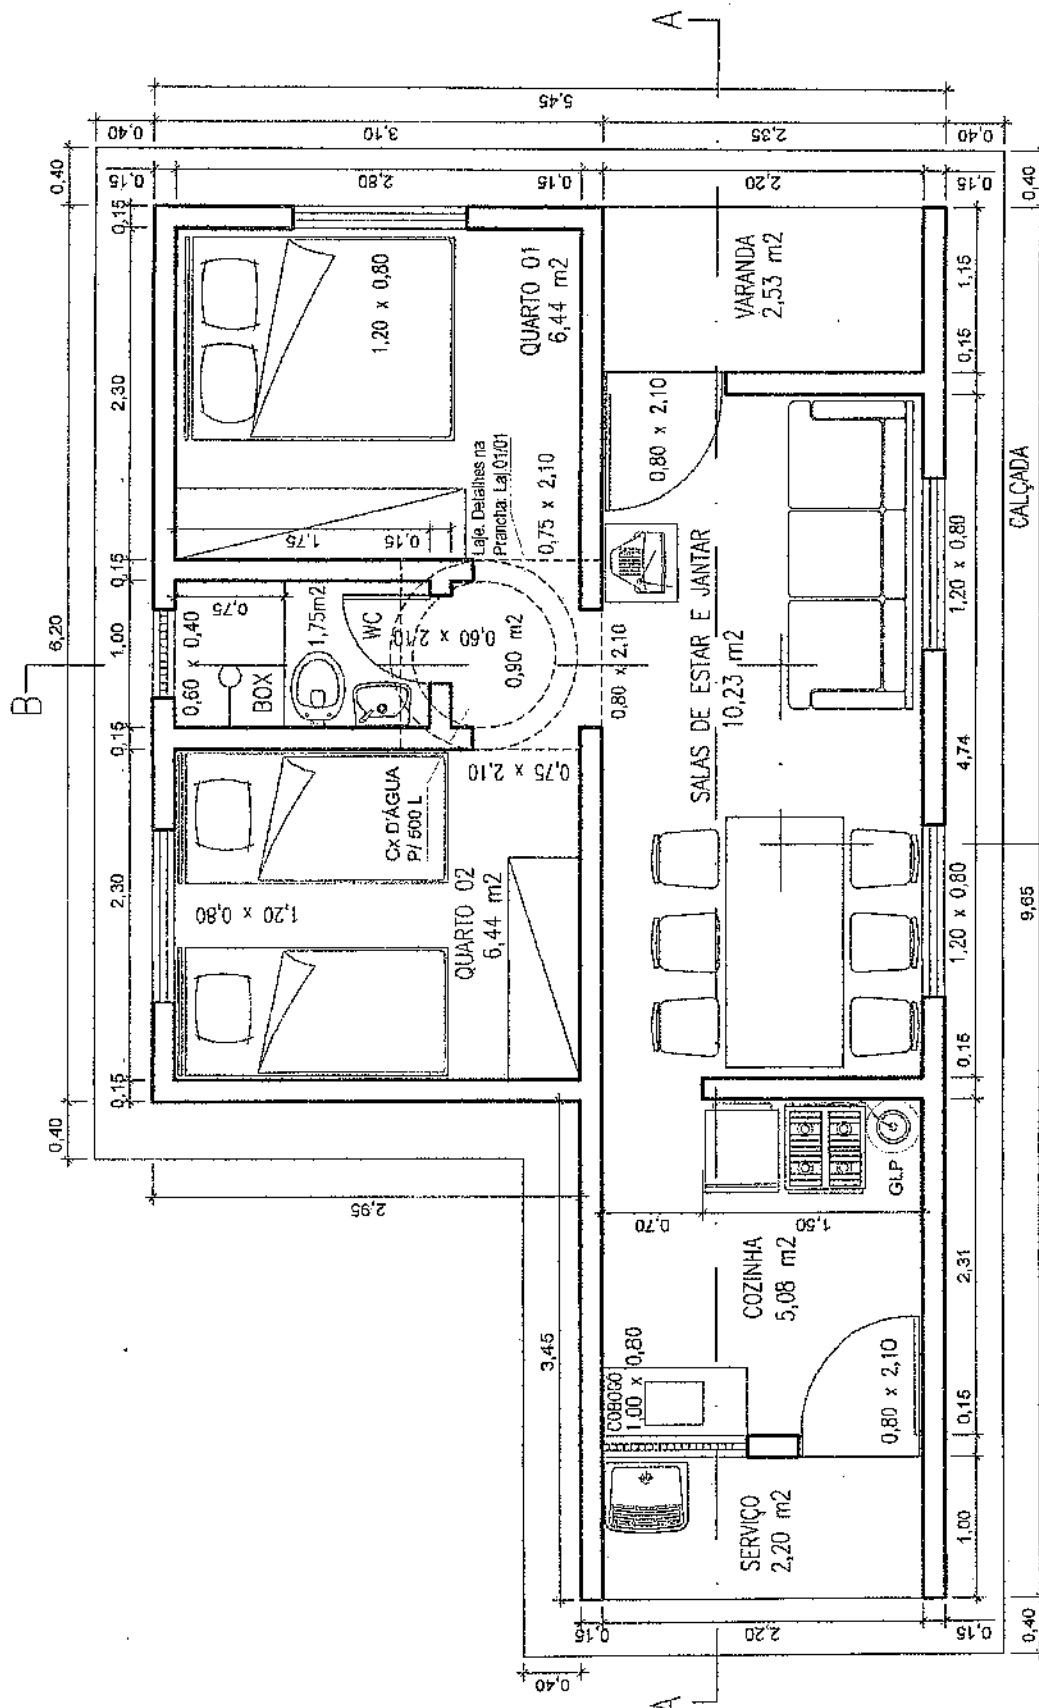 A
5,45
0,40
3,10
2,35
0,40
0,15
2,80
0,15
2,20
0,15
0,40
0,40
0,15
2,30
0,15
1,00
0,15
2,30
0,15
6,20
0,40
B
1,20 x 0,80
QUARTO 01
6,44 m2
VARANDA
2,53 m2
1,15
0,15
0,80 x 2,10
Laje. Detalhes na
Prancha: Laj.01/01
0,75 x 2,10
1,75
0,15
0,75
0,60 x 0,40
BOX
1,75m2
WC
0,60 x 2,10
0,90 m2
0,80 x 2,10
SALAS DE ESTAR E JANTAR
10,23 m2
1,20 x 0,80
CALÇADA
4,74
Cx D'ÁGUA
P/ 500 L
0,75 x 2,10
1,20 x 0,80
QUARTO 02
6,44 m2
1,20 x 0,80
9,65
0,15
2,95
0,70
1,50
GLP
3,45
COZINHA
5,08 m2
2,31
COBOGO
1,00 x 0,80
0,80 x 2,10
0,15
SERVIÇO
2,20 m2
1,00
0,15
2,20
0,15
0,40
0,40
A